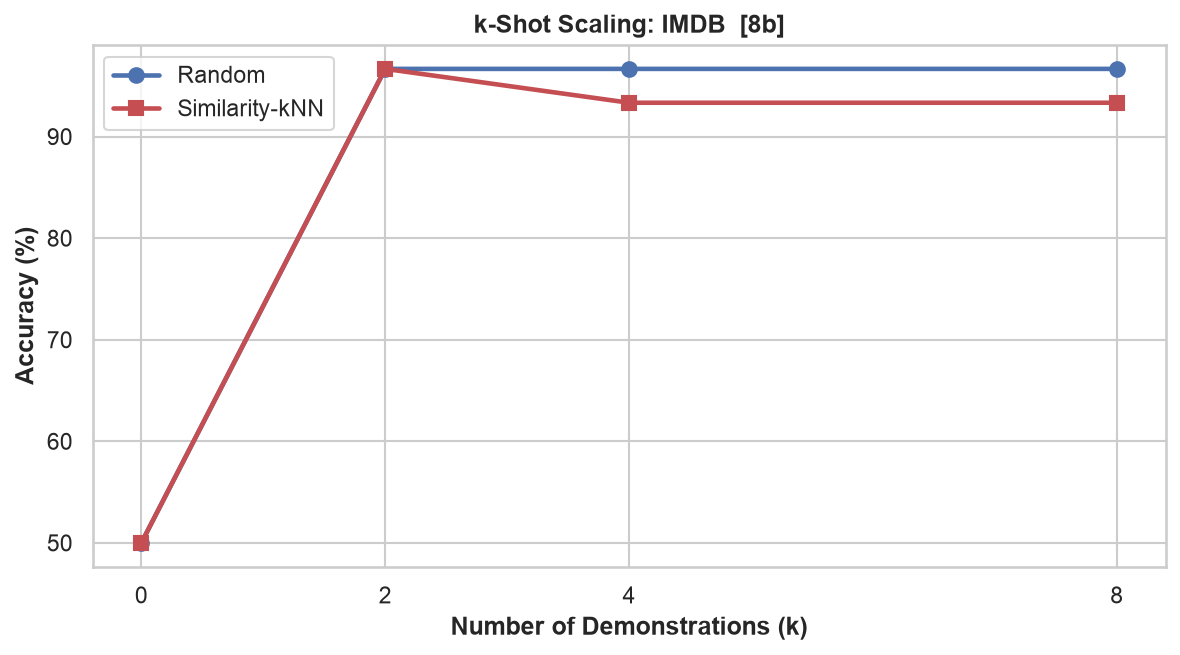 k-Shot Scaling: IMDB [8b]
Random
Similarity-kNN
Accuracy (%)
90
80
70
60
50
0 2 4 8
Number of Demonstrations (k)